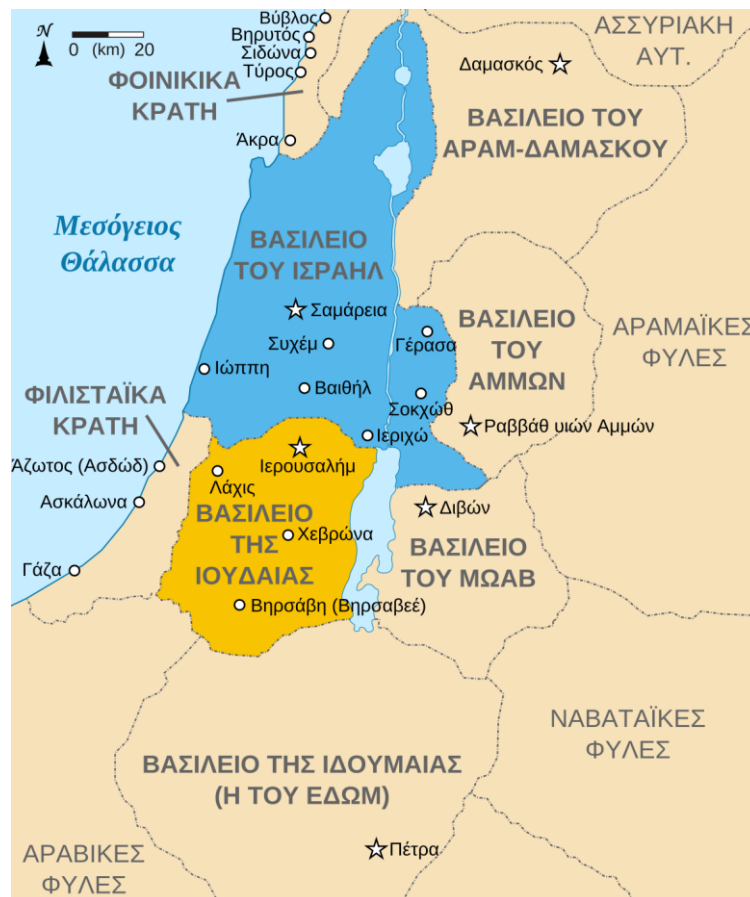 Βύβλος
Βηρυτός
Σιδώνα
Τύρος
N
0 (km) 20
ΑΣΣΥΡΙΑΚΗ
ΑΥΤ.
Δαμασκός
ΦΟΙΝΙΚΙΚΑ
ΚΡΑΤΗ
ΒΑΣΙΛΕΙΟ ΤΟΥ
ΑΡΑΜ-ΔΑΜΑΣΚΟΥ
Άκρα
Μεσόγειος
Θάλασσα
ΒΑΣΙΛΕΙΟ
ΤΟΥ ΙΣΡΑΗΛ
Σαμάρεια
Συχέμ
Γέρασα
ΒΑΣΙΛΕΙΟ
ΤΟΥ
ΑΜΜΩΝ
ΑΡΑΜΑΪΚΕΣ
ΦΥΛΕΣ
Ιώππη
Βαιθήλ
Σοκχώθ
ΦΙΛΙΣΤΑΪΚΑ
ΚΡΑΤΗ
Ραββάθ υιών Αμμών
Ιεριχώ
Άζωτος (Ασδώδ)
Ιερουσαλήμ
Λάχις
Ασκάλωνα
Διβών
ΒΑΣΙΛΕΙΟ
ΤΗΣ
ΙΟΥΔΑΙΑΣ
Χεβρώνα
ΒΑΣΙΛΕΙΟ
ΤΟΥ ΜΩΑΒ
Γάζα
Βηρσάβη (Βηρσαβεέ)
ΝΑΒΑΤΑΪΚΕΣ
ΦΥΛΕΣ
ΒΑΣΙΛΕΙΟ ΤΗΣ ΙΔΟΥΜΑΙΑΣ
(Η ΤΟΥ ΕΔΩΜ)
Πέτρα
ΑΡΑΒΙΚΕΣ
ΦΥΛΕΣ